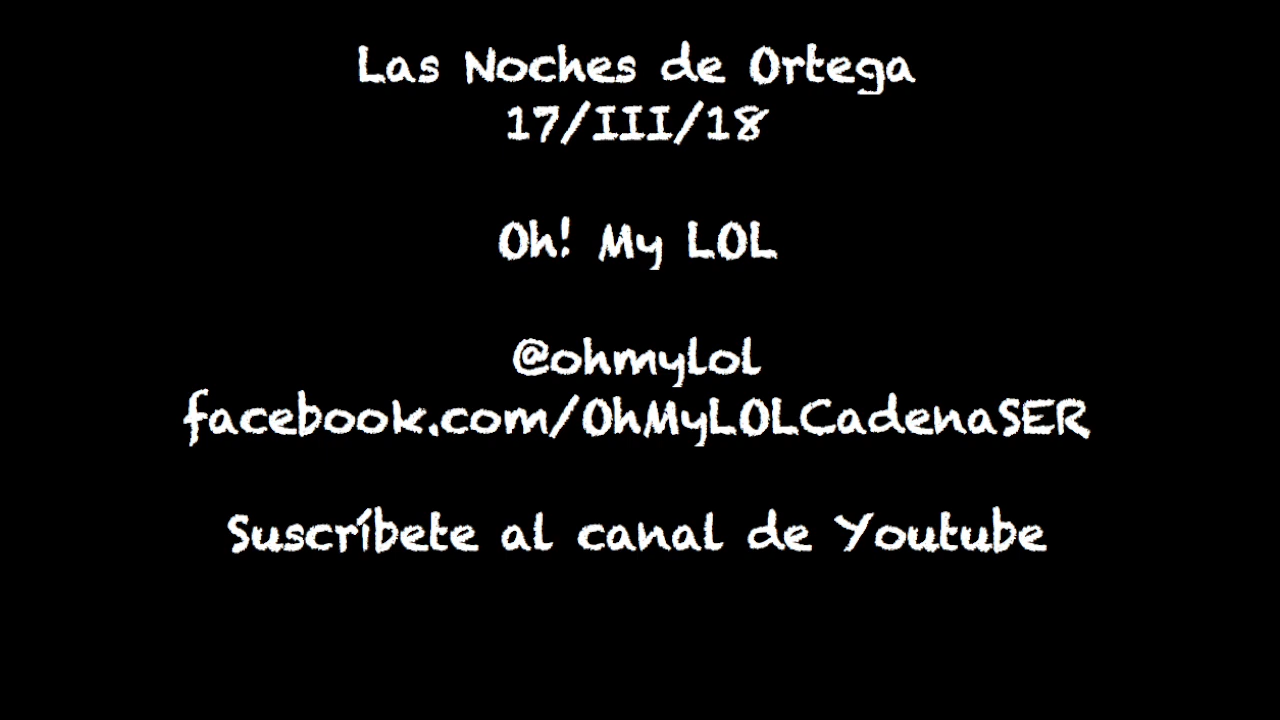 Las Noches de Ortega
17/III/18
Oh! My LOL
@ohmylol
facebook.com/OhMyLOLCadenaSER
Suscríbete al canal de Youtube